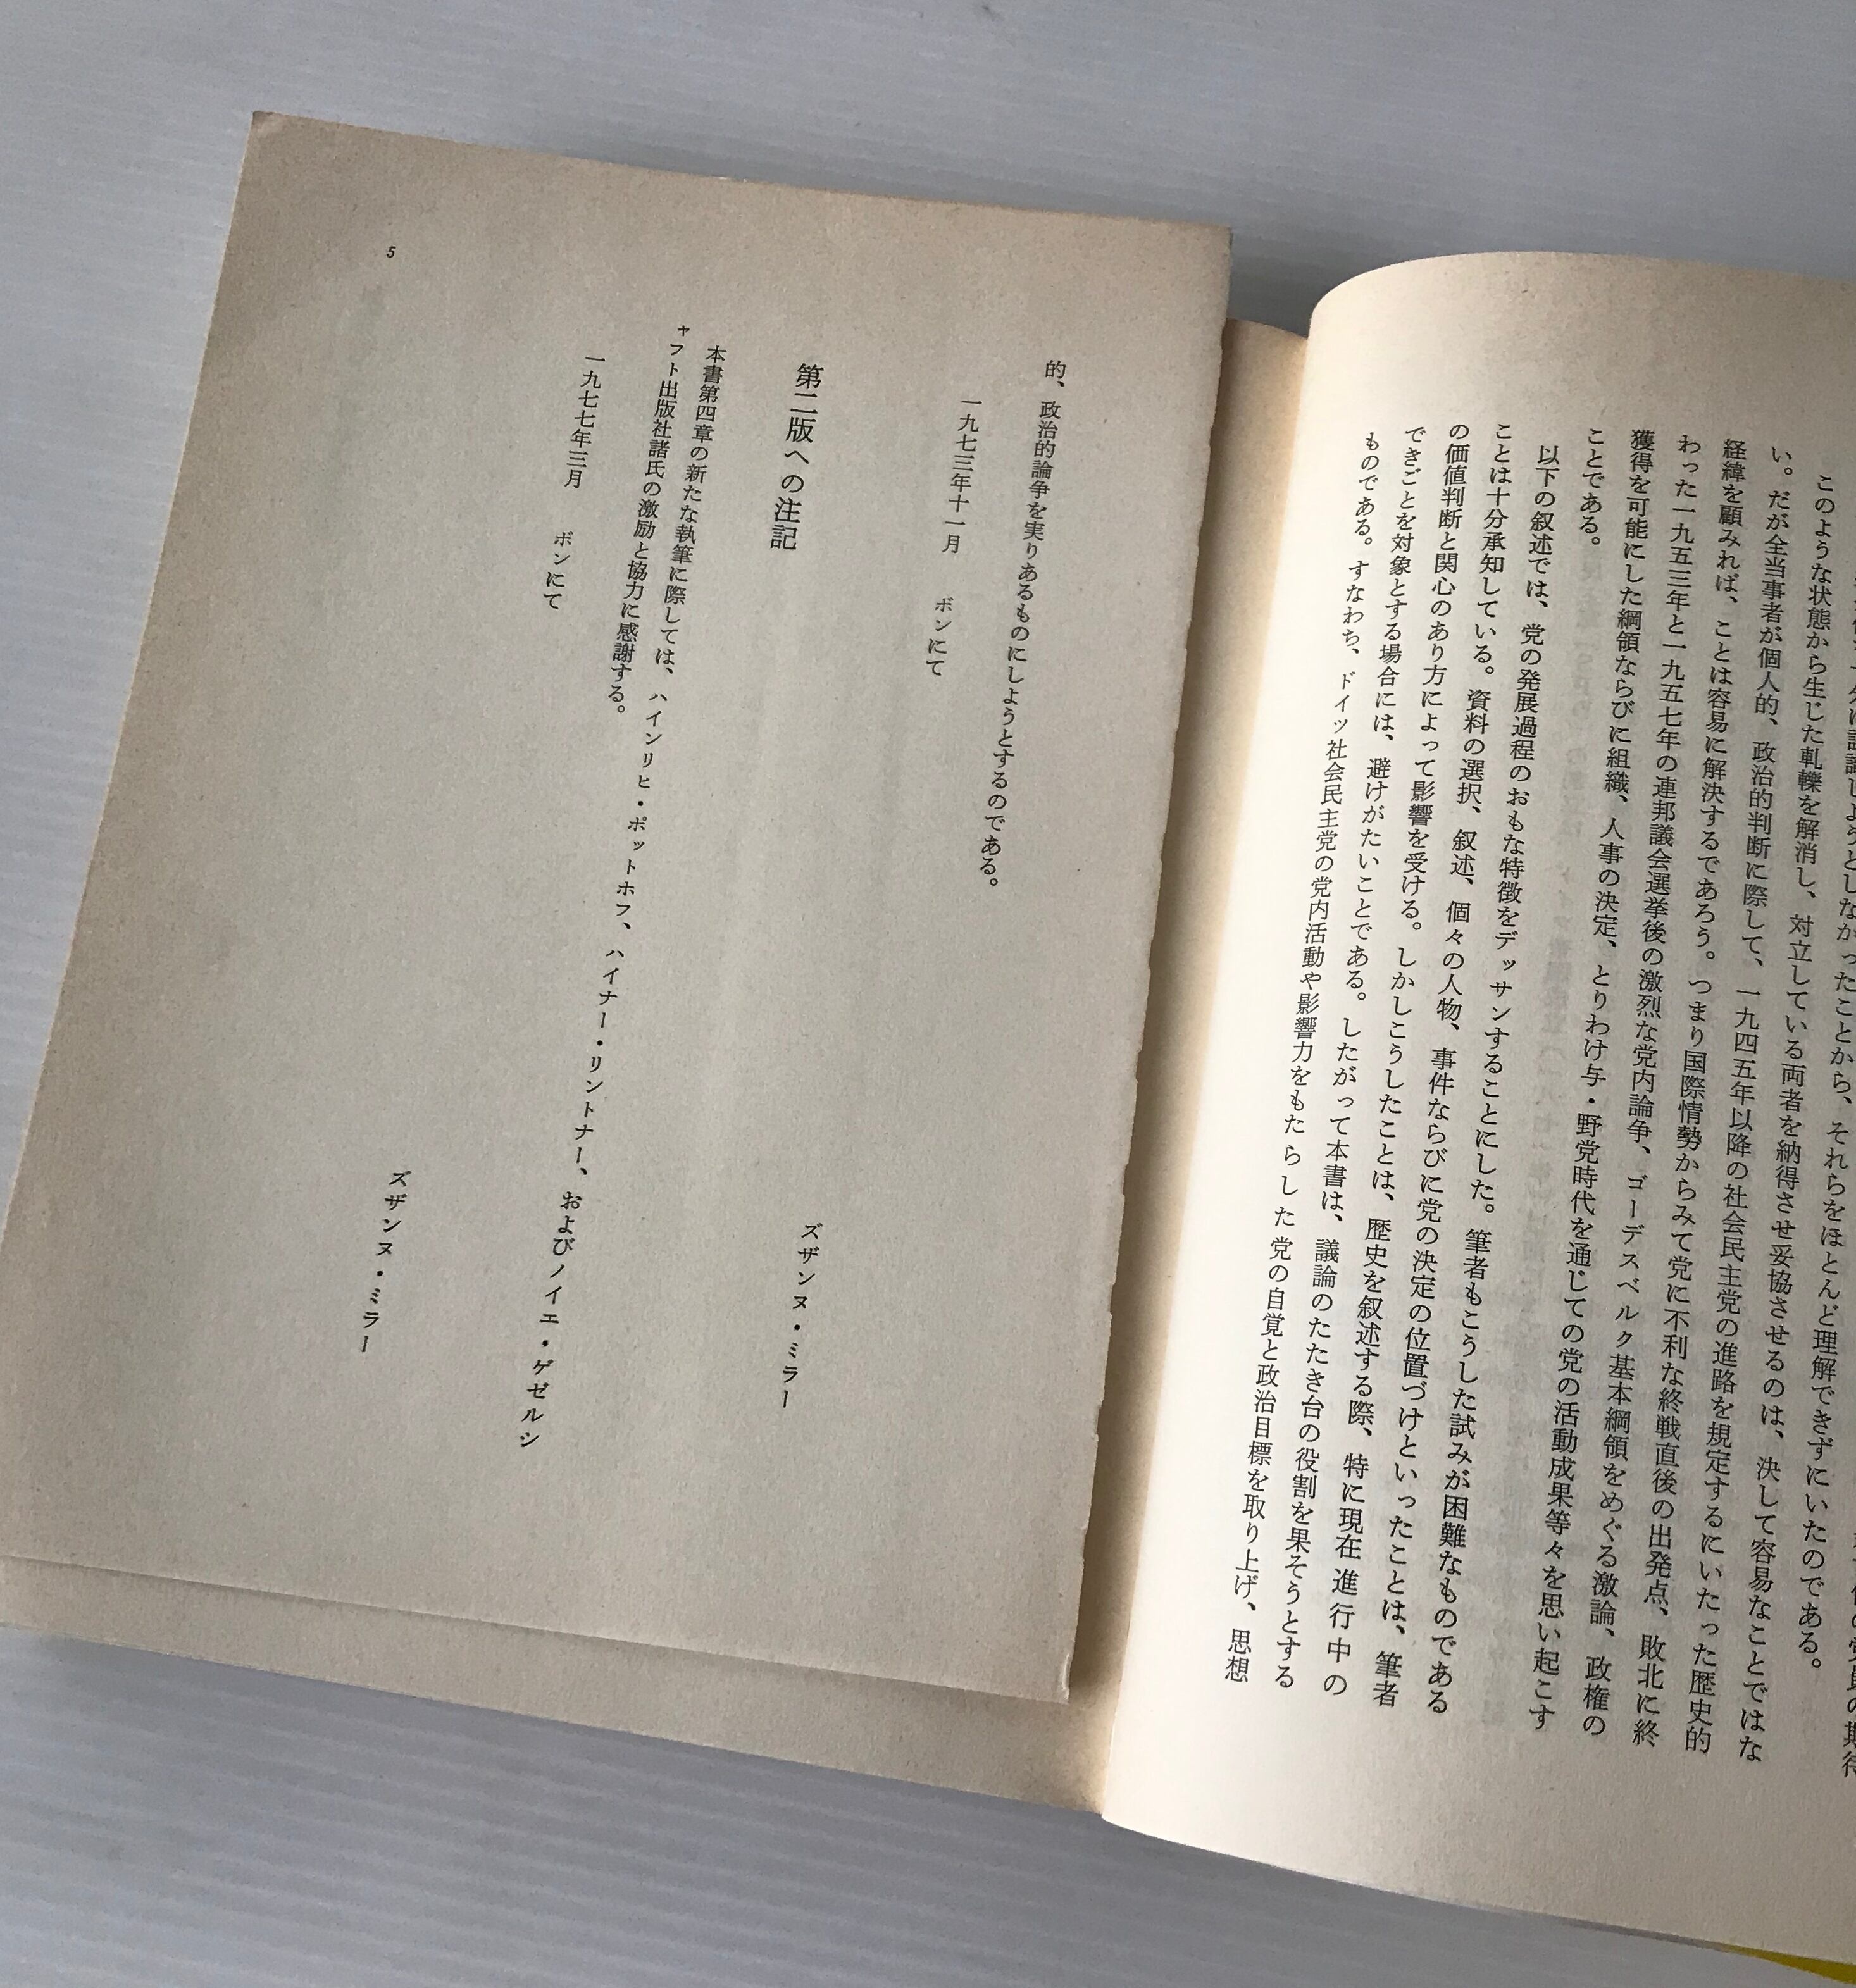 このような状態から生じた軋轢を解消し、対立している両者を納得させ妥協させるのは、決して容易なことではな
い。だが全当事者が個人的、政治的判断に際して、一九四五年以降の社会民主党の進路を規定するにいたった歴史的
経緯を顧みれば、ことは容易に解決するであろう。つまり国際情勢からみて党に不利な終戦直後の出発点、敗北に終
わった一九五三年と一九五七年の連邦議会選挙後の激烈な党内論争、ゴーデスベルク基本綱領をめぐる激論、政権の
獲得を可能にした綱領ならびに組織、人事の決定、とりわけ与・野党時代を通じての党の活動成果等々を思い起こす
ことである。
以下の叙述では、党の発展過程のおもな特徴をデッサンすることにした。筆者もこうした試みが困難なものである
ことは十分承知している。資料の選択、叙述、個々の人物、事件ならびに党の決定の位置づけといったことは、筆者
の価値判断と関心のあり方によって影響を受ける。しかしこうしたことは、歴史を叙述する際、特に現在進行中の
できごとを対象とする場合には、避けがたいことである。したがって本書は、議論のたたき台の役割を果そうとする
ものである。すなわち、ドイツ社会民主党の党内活動や影響力をもたらした党の自覚と政治目標を取り上げ、思想
的、政治的論争を実りあるものにしようとするのである。
一九七三年十一月　ボンにて
ズザンヌ・ミラー
第二版への注記
本書第四章の新たな執筆に際しては、ハインリヒ・ポットホフ、ハイナー・リントナー、およびノイエ・ゲゼルシ
ャフト出版社諸氏の激励と協力に感謝する。
一九七七年三月　ボンにて
ズザンヌ・ミラー
5